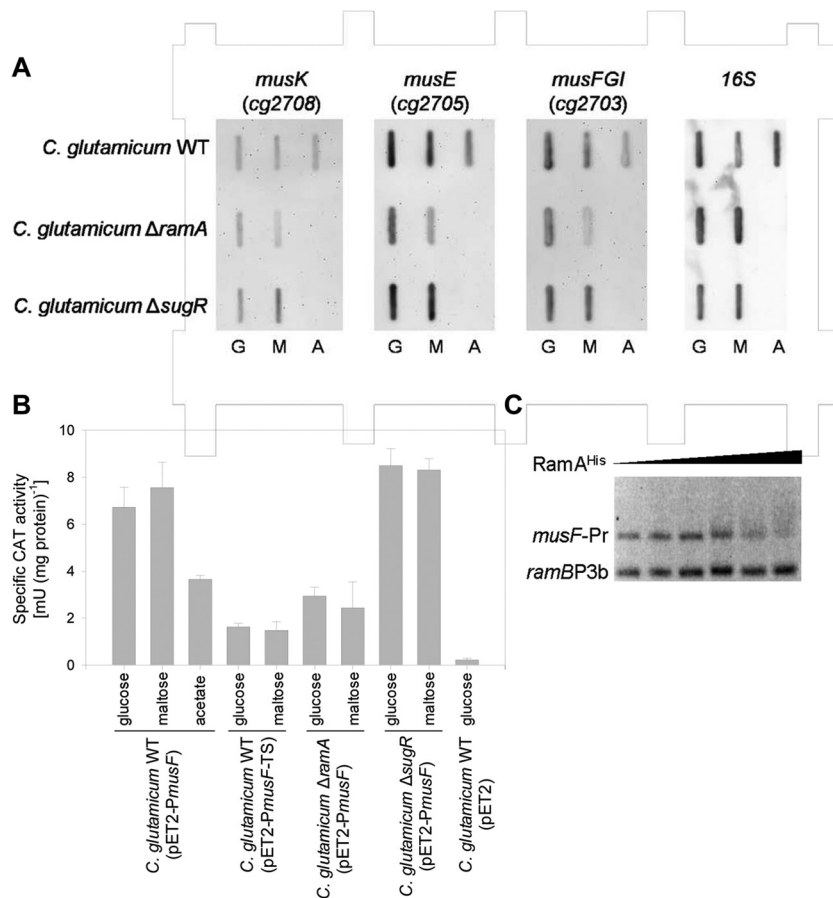 A
musK
(cg2708)
musE
(cg2705)
musFGI
(cg2703)
16S
C. glutamicum WT
C. glutamicum ΔramA
C. glutamicum ΔsugR
G M A
G M A
G M A
G M A
B
Specific CAT activity
[mU (mg protein)⁻¹]
10
8
6
4
2
0
glucose
maltose
acetate
glucose
maltose
glucose
maltose
glucose
maltose
glucose
C. glutamicum WT
(pET2-PmusF)
C. glutamicum WT
(pET2-PmusF-TS)
C. glutamicum ΔramA
(pET2-PmusF)
C. glutamicum ΔsugR
(pET2-PmusF)
C. glutamicum WT
(pET2)
C
RamAᴴⁱˢ
musF-Pr
ramBP3b